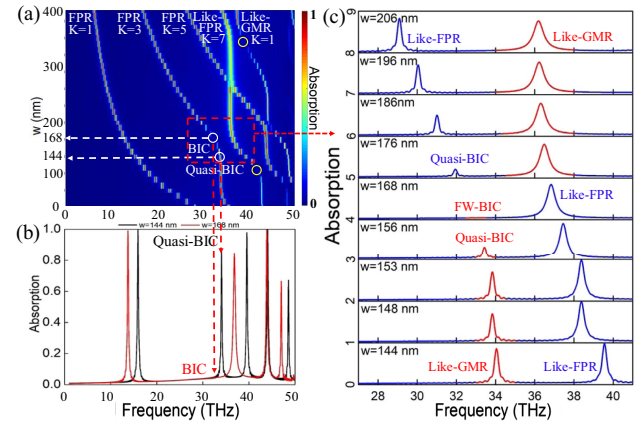 (a)
FPR FPR FPR Like- Like-
K=1 K=3 K=5 FPR GMR
K=7 K=1
400
300
200
168
144
100
0
w (nm)
BIC
Quasi-BIC
0 10 20 30 40 50
1
0
Absorption
(b)
w=144 nm w=168 nm
Quasi-BIC
BIC
1.0
0.8
0.6
0.4
0.2
0.0
Absorption
0 10 20 30 40 50
Frequency (THz)
(c)
w=206 nm
Like-FPR
Like-GMR
w=196 nm
w=186nm
w=176 nm
Quasi-BIC
w=168 nm
FW-BIC
Like-FPR
w=156 nm
Quasi-BIC
w=153 nm
w=148 nm
w=144 nm
Like-GMR
Like-FPR
9
8
7
6
5
4
3
2
1
0
Absorption
28 30 32 34 36 38 40
Frequency (THz)